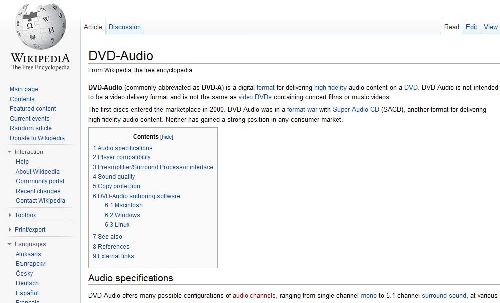 WIKIPEDIA
The Free Encyclopedia
Main page
Contents
Featured content
Current events
Random article
Donate to Wikipedia
Interaction
Help
About Wikipedia
Community portal
Recent changes
Contact Wikipedia
Toolbox
Print/export
Languages
Afrikaans
Български
Česky
Deutsch
Español
Français
Article Discussion
Read Edit View
DVD-Audio
From Wikipedia, the free encyclopedia
DVD-Audio (commonly abbreviated as DVD-A) is a digital format for delivering high fidelity audio content on a DVD. DVD-Audio is not intended
to be a video delivery format and is not the same as video DVDs containing concert films or music videos.
The first discs entered the marketplace in 2000. DVD-Audio was in a format war with Super Audio CD (SACD), another format for delivering
high fidelity audio content. Neither has gained a strong position in any consumer market.
Contents [hide]
1 Audio specifications
2 Player compatibility
3 Preamplifier/Surround Processor interface
4 Sound quality
5 Copy protection
6 DVD-Audio authoring software
6.1 Macintosh
6.2 Windows
6.3 Linux
7 See also
8 References
9 External links
Audio specifications
DVD-Audio offers many possible configurations of audio channels, ranging from single channel mono to 5.1-channel surround sound, at various